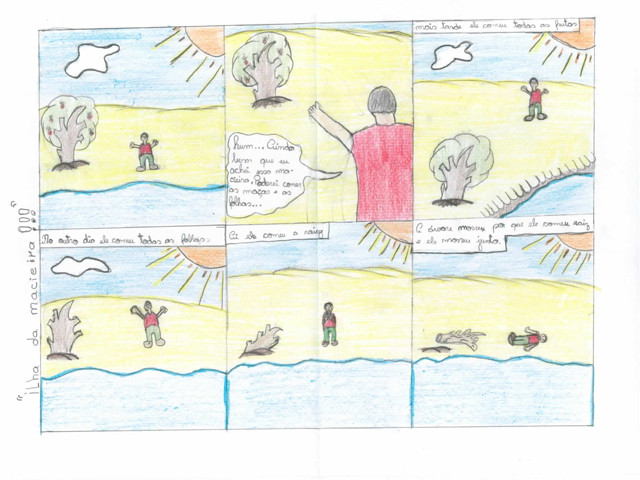 "iLha da macieira!!!"
hum... Ainda
bem que eu
achei essa ma-
cieira. Poderei comer
as maças e as
folhas...
mais tarde ele comeu todas as frutas
No outro dia ele comeu todas as folhas
ele comeu a raiz
A árvore morreu por que ele comeu raiz
e ele morreu junto.